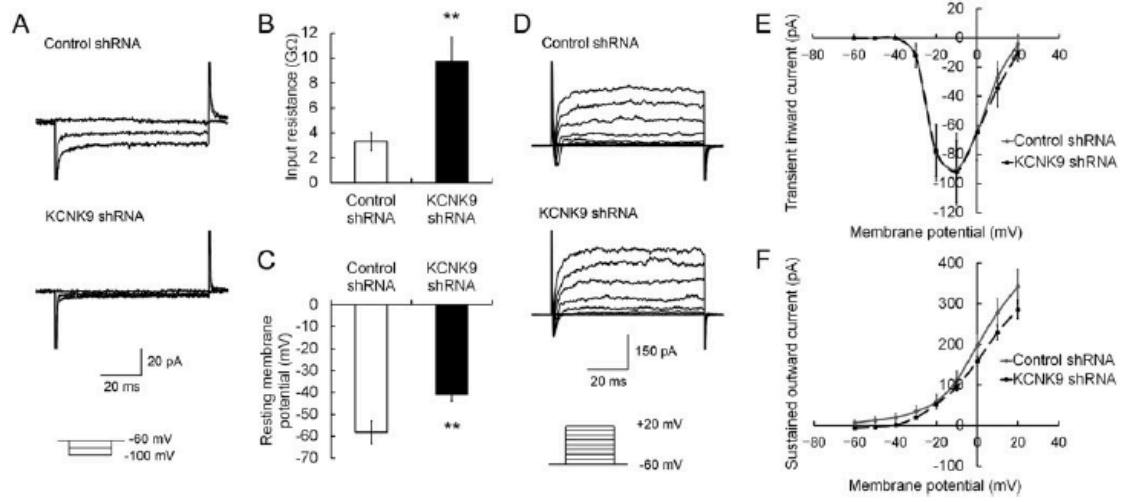 A
Control shRNA
KCNK9 shRNA
20 pA
20 ms
-60 mV
-100 mV
B
Input resistance (GΩ)
12
10
8
6
4
2
0
**
Control
shRNA
KCNK9
shRNA
C
Control
shRNA
KCNK9
shRNA
Resting membrane
potential (mV)
0
-10
-20
-30
-40
-50
-60
-70
**
D
Control shRNA
KCNK9 shRNA
150 pA
20 ms
+20 mV
-60 mV
E
Transient inward current (pA)
20
0
-20
-40
-60
-80
-100
-120
-80 -60 -40 -20 0 20 40
Control shRNA
KCNK9 shRNA
Membrane potential (mV)
F
Sustained outward current (pA)
400
300
200
100
0
-100
-80 -60 -40 -20 0 20 40
Control shRNA
KCNK9 shRNA
Membrane potential (mV)